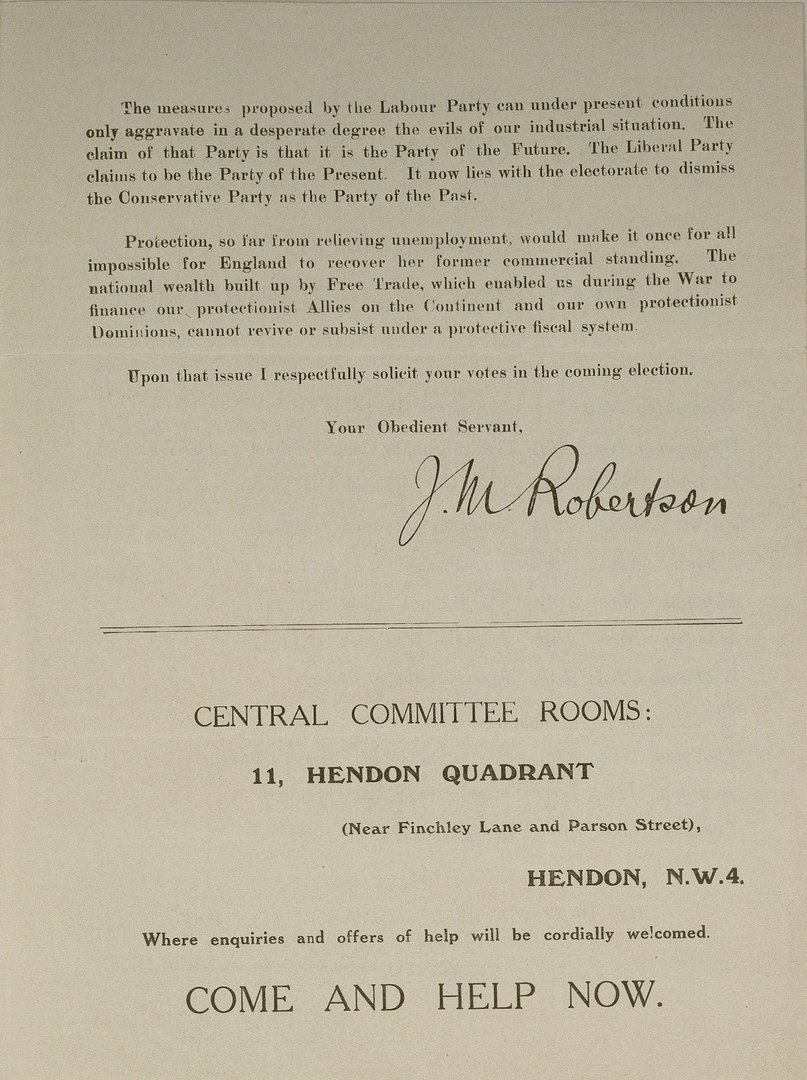 The measures proposed by the Labour Party can under present conditions
only aggravate in a desperate degree the evils of our industrial situation. The
claim of that Party is that it is the Party of the Future. The Liberal Party
claims to be the Party of the Present. It now lies with the electorate to dismiss
the Conservative Party as the Party of the Past.
Protection, so far from relieving unemployment, would make it once for all
impossible for England to recover her former commercial standing. The
national wealth built up by Free Trade, which enabled us during the War to
finance our protectionist Allies on the Continent and our own protectionist
Dominions, cannot revive or subsist under a protective fiscal system.
Upon that issue I respectfully solicit your votes in the coming election.
Your Obedient Servant,
J. M. Robertson
CENTRAL COMMITTEE ROOMS:
11, HENDON QUADRANT
(Near Finchley Lane and Parson Street),
HENDON, N.W.4.
Where enquiries and offers of help will be cordially welcomed.
COME AND HELP NOW.